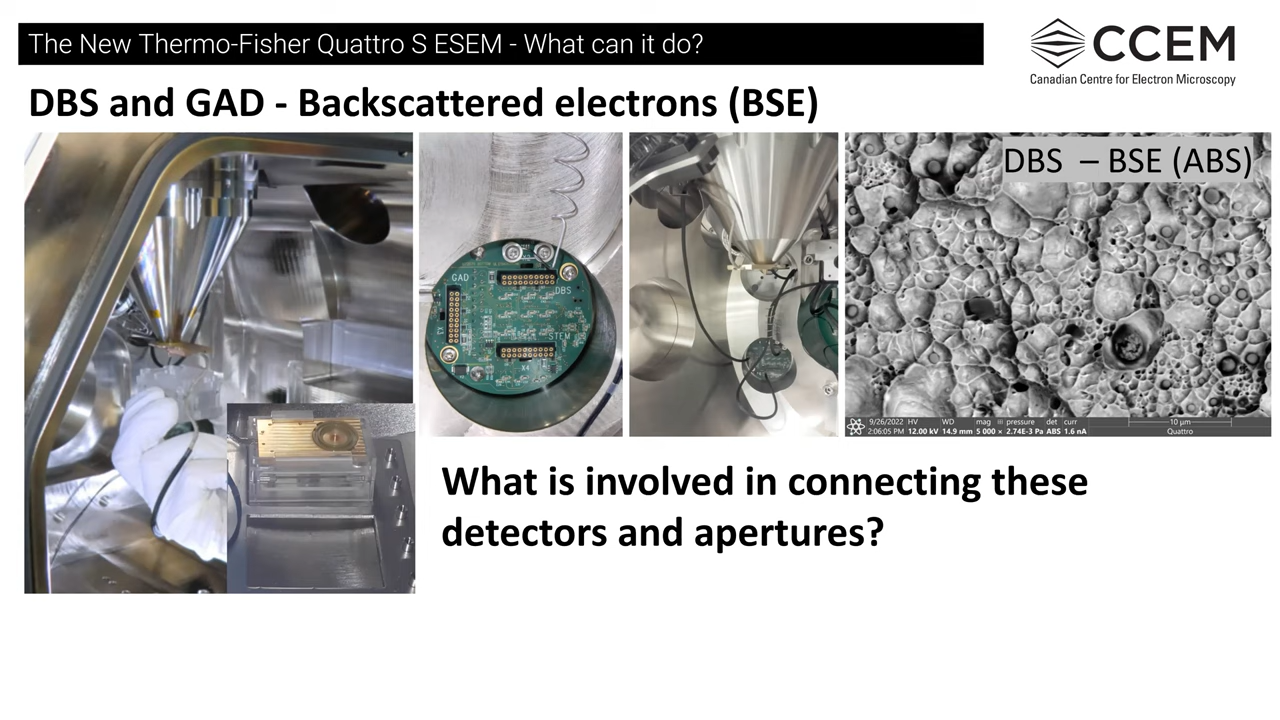 The New Thermo-Fisher Quattro S ESEM - What can it do?
CCEM
Canadian Centre for Electron Microscopy
DBS and GAD - Backscattered electrons (BSE)
DBS – BSE (ABS)
GAD
DBS
STEM
X3
X4
9/26/2022 HV WD mag pressure det curr
2:06:05 PM 12.00 kV 14.9 mm 5 000 × 2.74E-3 Pa ABS 1.6 nA
10 µm
Quattro
What is involved in connecting these
detectors and apertures?